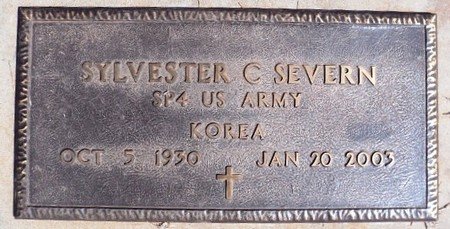 SYLVESTER C SEVERN
SP4 US ARMY
KOREA
OCT 5 1930 JAN 20 2003